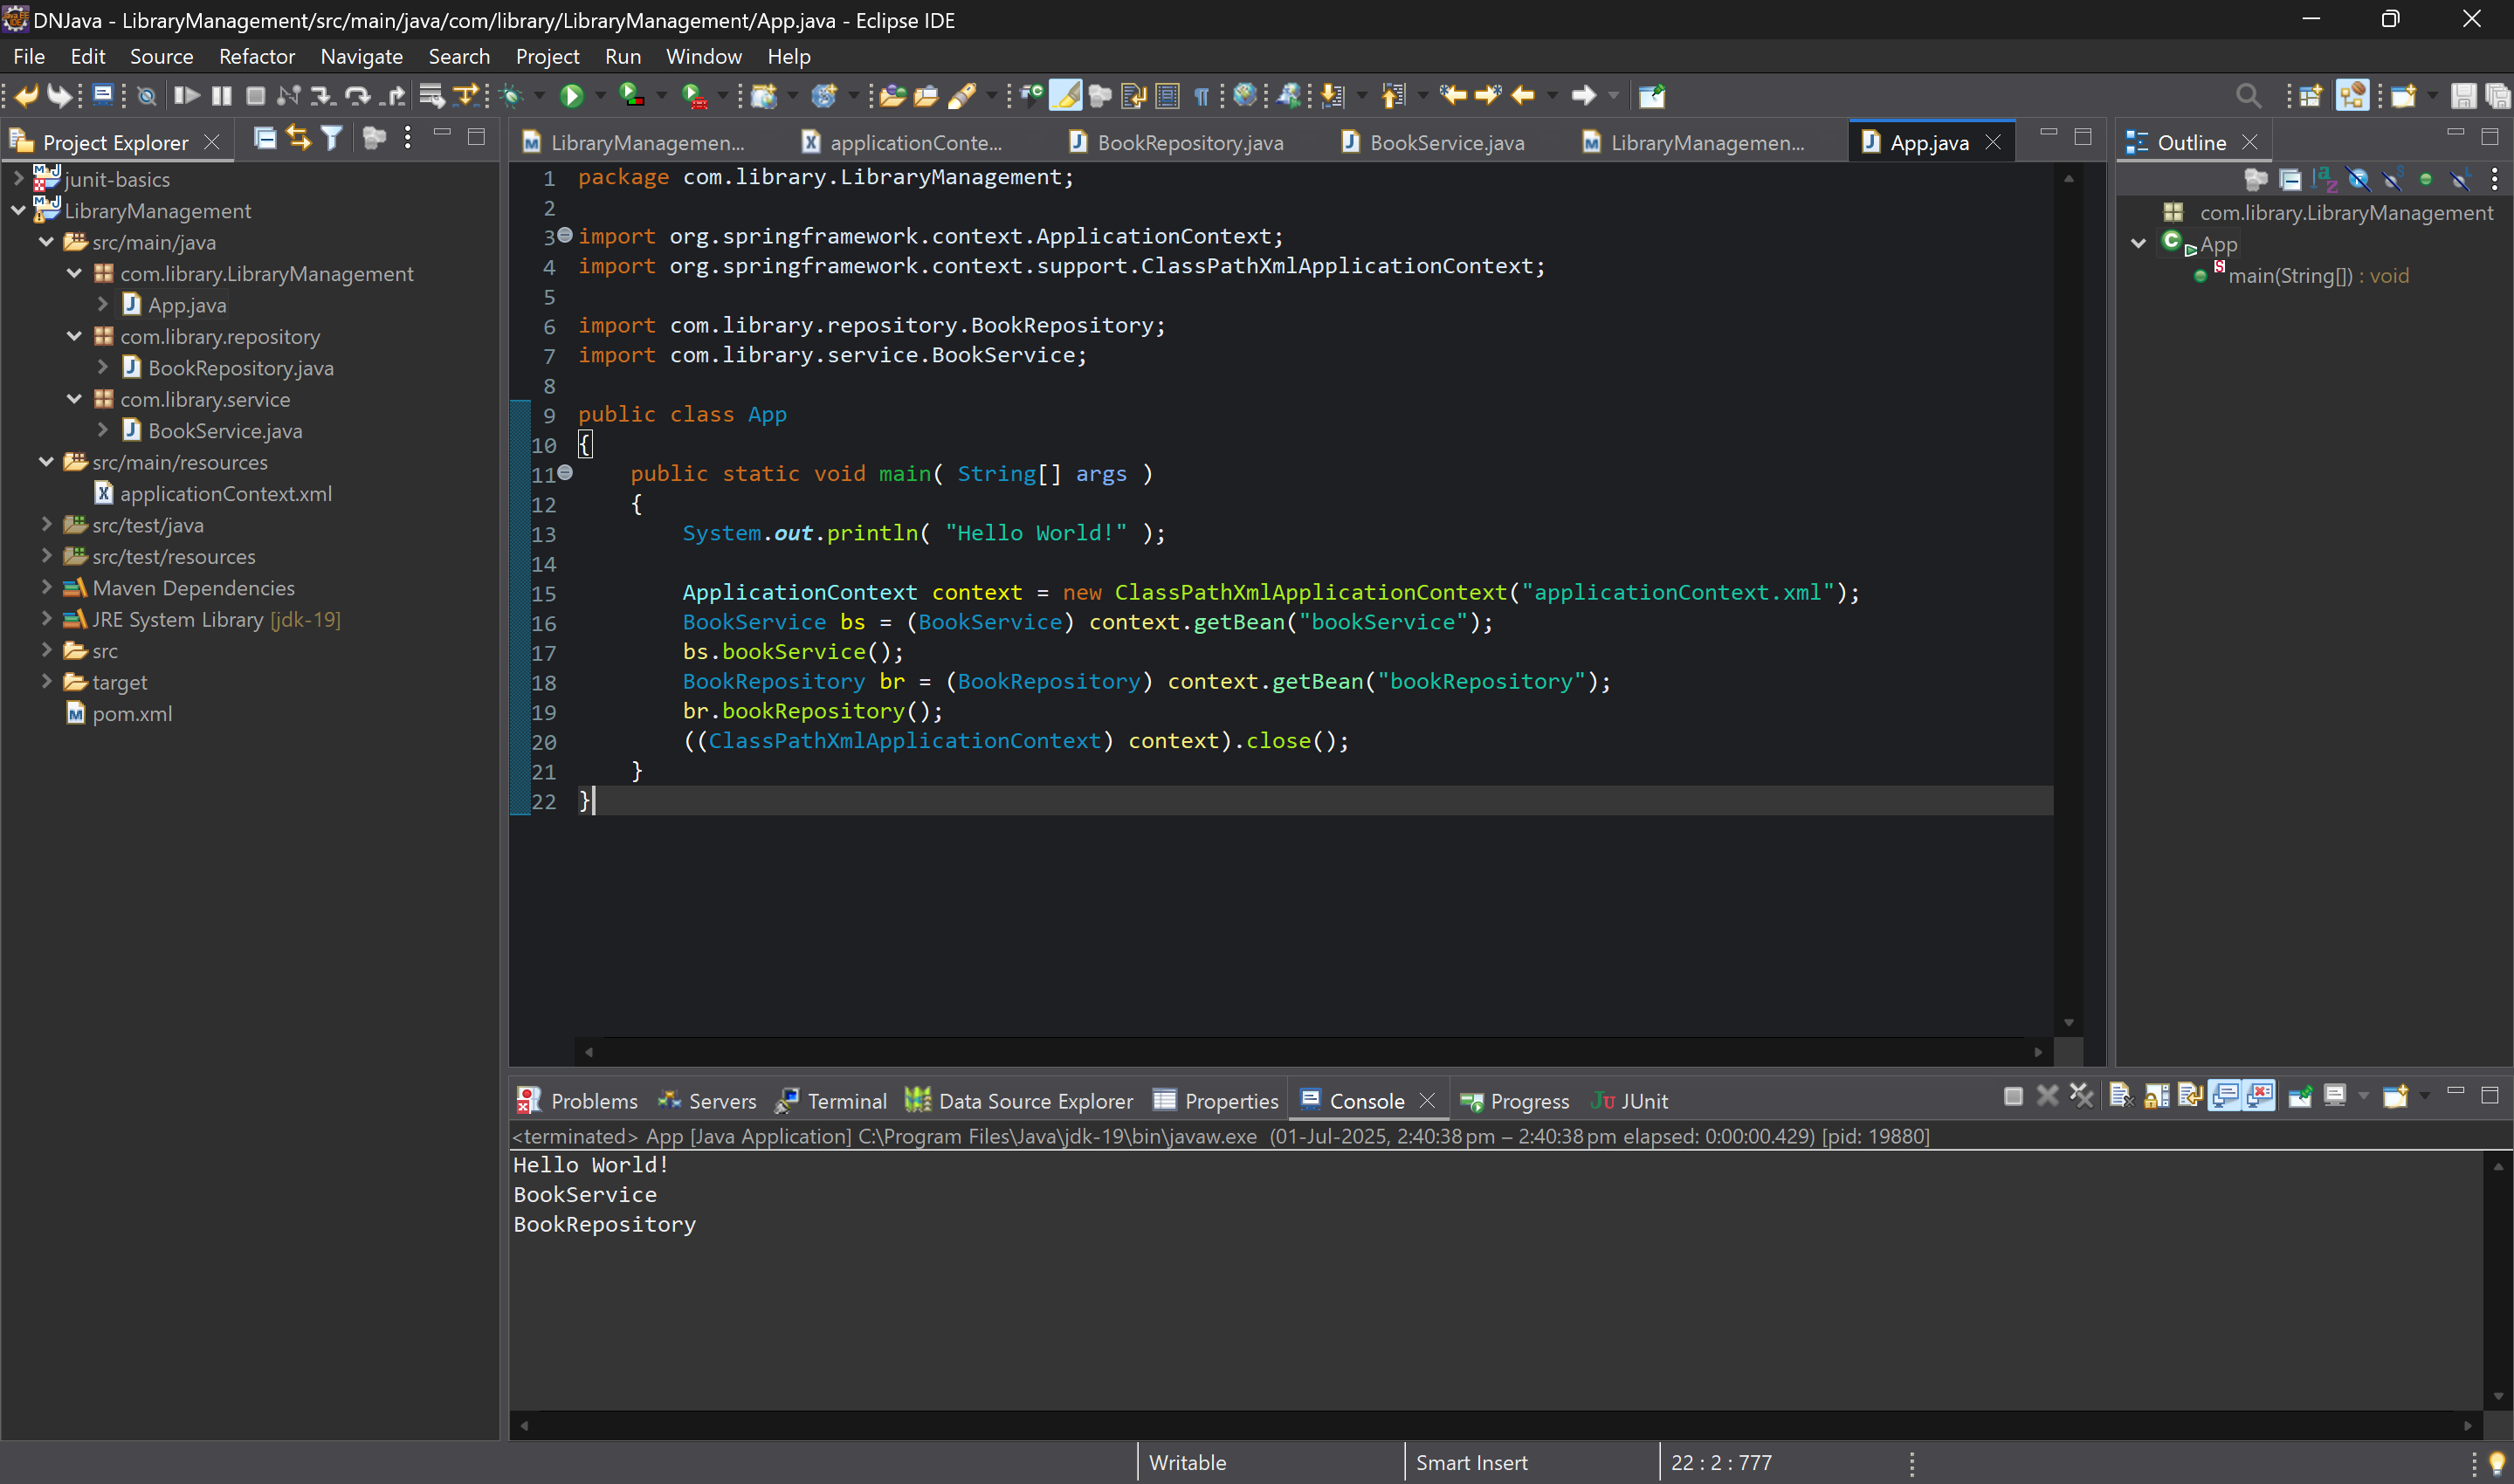 DNJava - LibraryManagement/src/main/java/com/library/LibraryManagement/App.java - Eclipse IDE
File Edit Source Refactor Navigate Search Project Run Window Help
Project Explorer
junit-basics
LibraryManagement
src/main/java
com.library.LibraryManagement
App.java
com.library.repository
BookRepository.java
com.library.service
BookService.java
src/main/resources
applicationContext.xml
src/test/java
src/test/resources
Maven Dependencies
JRE System Library [jdk-19]
src
target
pom.xml
LibraryManagemen... applicationConte... BookRepository.java BookService.java LibraryManagemen... App.java
1 package com.library.LibraryManagement;
2
3 import org.springframework.context.ApplicationContext;
4 import org.springframework.context.support.ClassPathXmlApplicationContext;
5
6 import com.library.repository.BookRepository;
7 import com.library.service.BookService;
8
9 public class App
10 {
11 public static void main( String[] args )
12 {
13 System.out.println( "Hello World!" );
14
15 ApplicationContext context = new ClassPathXmlApplicationContext("applicationContext.xml");
16 BookService bs = (BookService) context.getBean("bookService");
17 bs.bookService();
18 BookRepository br = (BookRepository) context.getBean("bookRepository");
19 br.bookRepository();
20 ((ClassPathXmlApplicationContext) context).close();
21 }
22 }
Outline
com.library.LibraryManagement
App
main(String[]) : void
Problems Servers Terminal Data Source Explorer Properties Console Progress JUnit
<terminated> App [Java Application] C:\Program Files\Java\jdk-19\bin\javaw.exe (01-Jul-2025, 2:40:38 pm – 2:40:38 pm elapsed: 0:00:00.429) [pid: 19880]
Hello World!
BookService
BookRepository
Writable Smart Insert 22 : 2 : 777